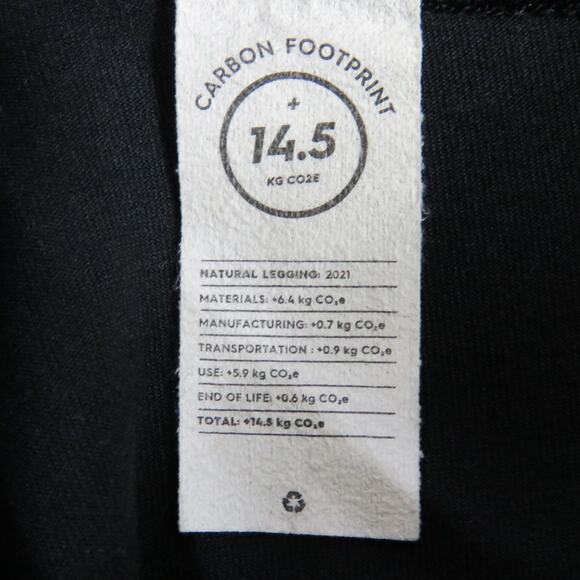 CARBON FOOTPRINT
+
14.5
KG CO2E
NATURAL LEGGING: 2021
MATERIALS: +6.4 kg CO₂e
MANUFACTURING: +0.7 kg CO₂e
TRANSPORTATION : +0.9 kg CO₂e
USE: +5.9 kg CO₂e
END OF LIFE: +0.6 kg CO₂e
TOTAL: +14.5 kg CO₂e